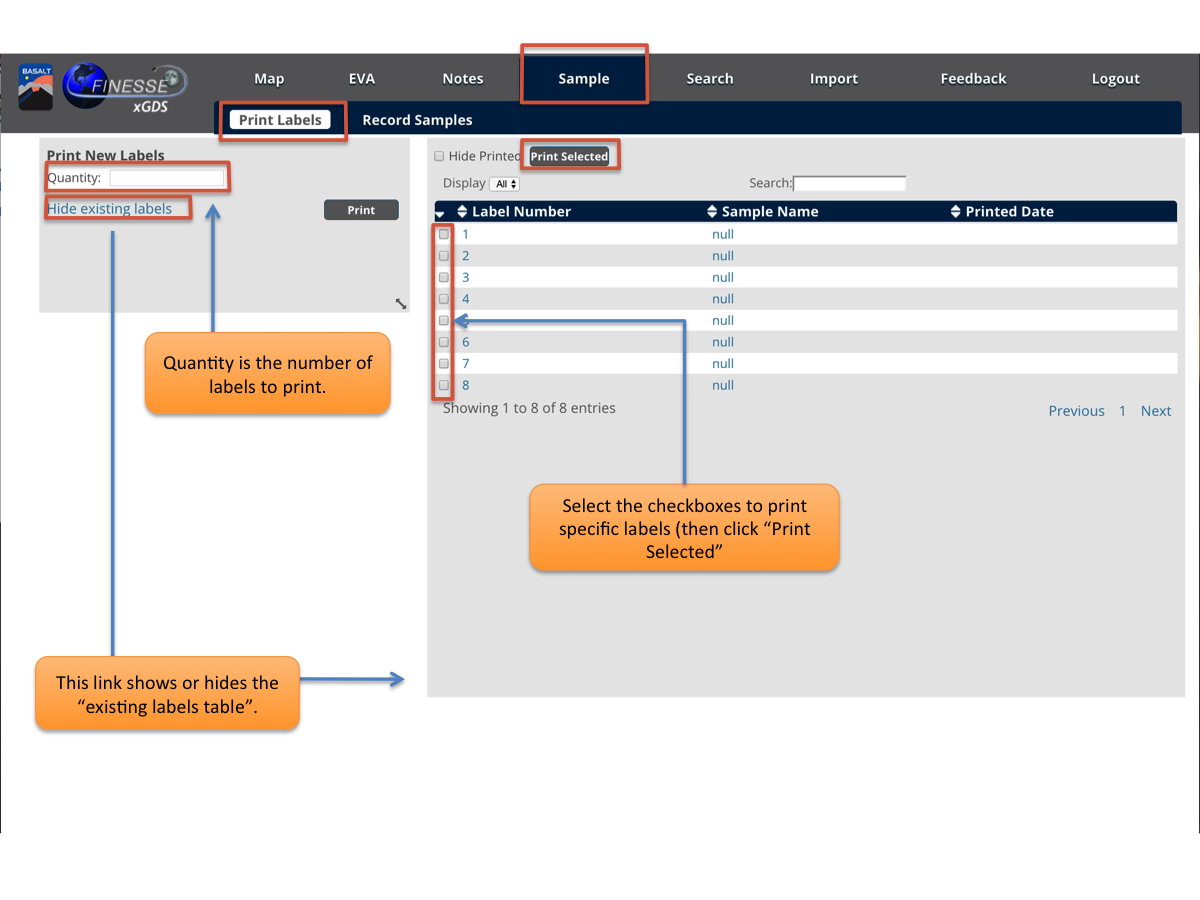 BASALT
FINESSE
xGDS
Map EVA Notes Sample Search Import Feedback Logout
Print Labels Record Samples
Print New Labels
Quantity:
Hide existing labels
Print
Hide Printed Print Selected
Display All Search:
Label Number Sample Name Printed Date
1 null
2 null
3 null
4 null
null
6 null
7 null
8 null
Showing 1 to 8 of 8 entries
Previous 1 Next
Quantity is the number of
labels to print.
Select the checkboxes to print
specific labels (then click “Print
Selected”
This link shows or hides the
“existing labels table”.